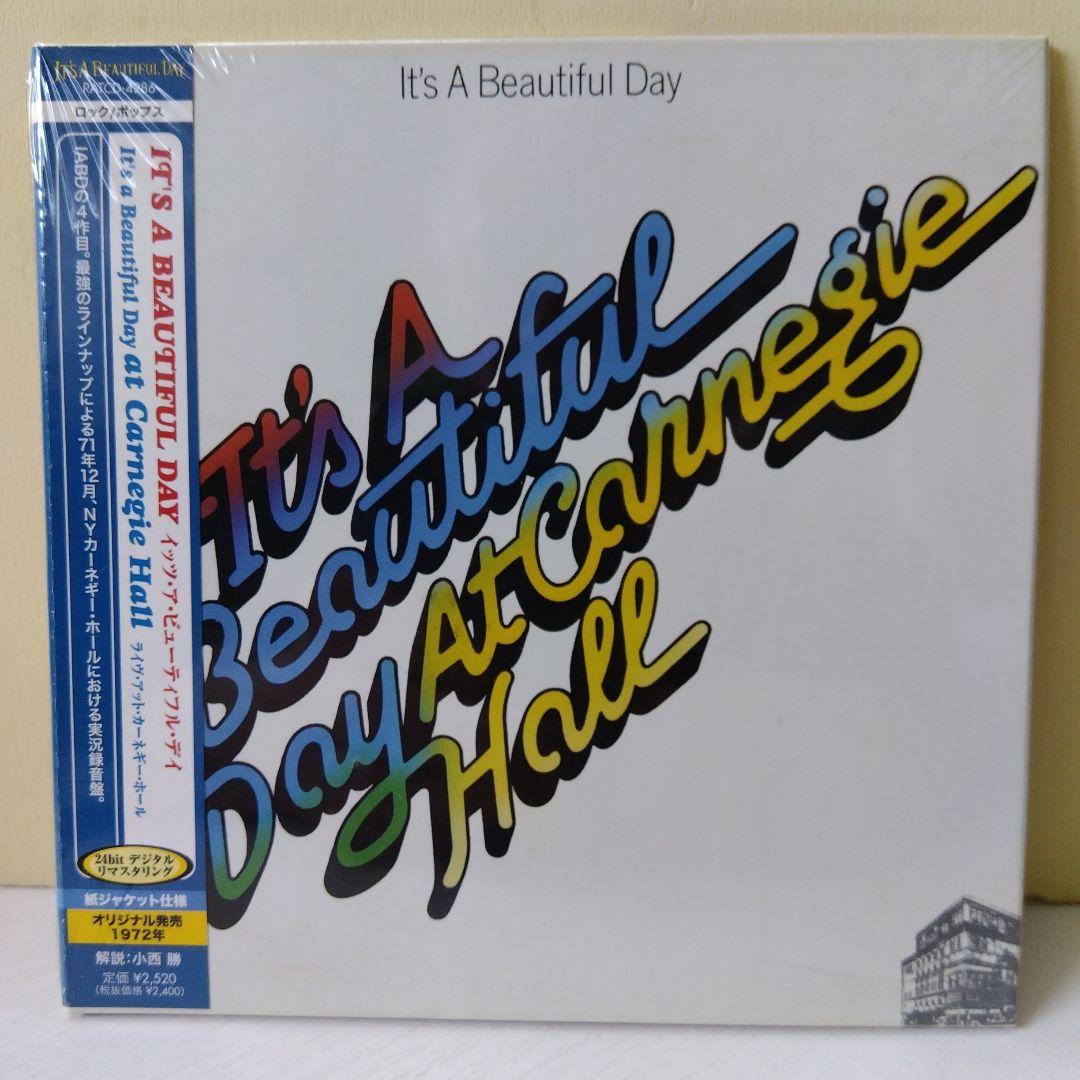 IT'S A BEAUTIFUL DAY
RATCD-4286
ロック/ポップス
IT'S A BEAUTIFUL DAY イッツ・ア・ビューティフル・デイ
It's a Beautiful Day at Carnegie Hall ライヴ・アット・カーネギー・ホール
IABDの4作目。最強のラインナップによる71年12月、NYカーネギー・ホールにおける実況録音盤。
24bit デジタル
リマスタリング
紙ジャケット仕様
オリジナル発売
1972年
解説:小西 勝
定価 ¥2,520
(税抜価格 ¥2,400)
It's A Beautiful Day
It's A
Beautiful
Day At Carnegie
Hall